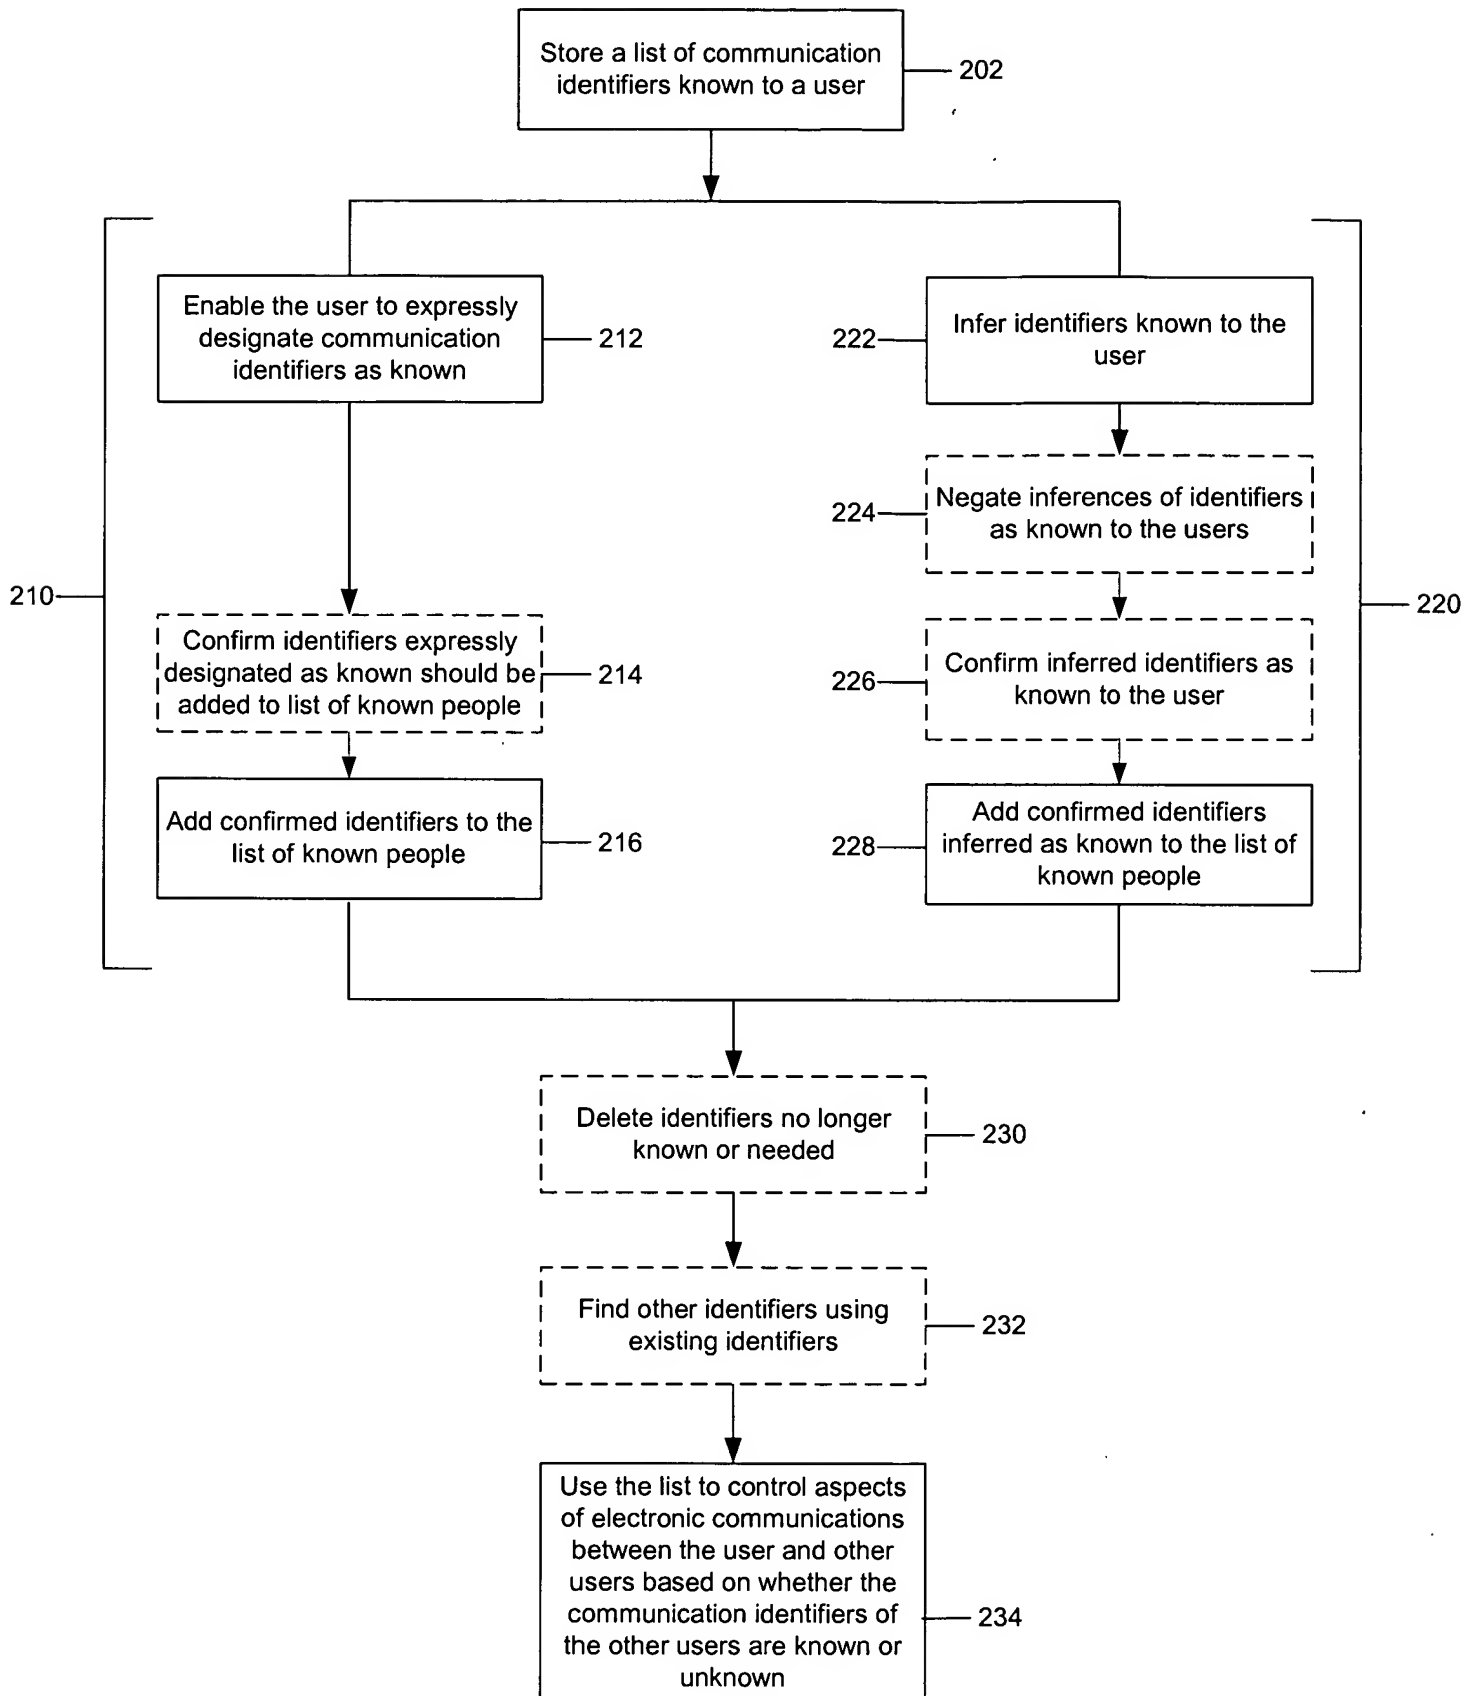 Store a list of communication
identifiers known to a user
202
Enable the user to expressly
designate communication
identifiers as known
212
222
Infer identifiers known to the
user
224
Negate inferences of identifiers
as known to the users
210
220
Confirm identifiers expressly
designated as known should be
added to list of known people
214
226
Confirm inferred identifiers as
known to the user
Add confirmed identifiers to the
list of known people
216
228
Add confirmed identifiers
inferred as known to the list of
known people
Delete identifiers no longer
known or needed
230
Find other identifiers using
existing identifiers
232
Use the list to control aspects
of electronic communications
between the user and other
users based on whether the
communication identifiers of
the other users are known or
unknown
234